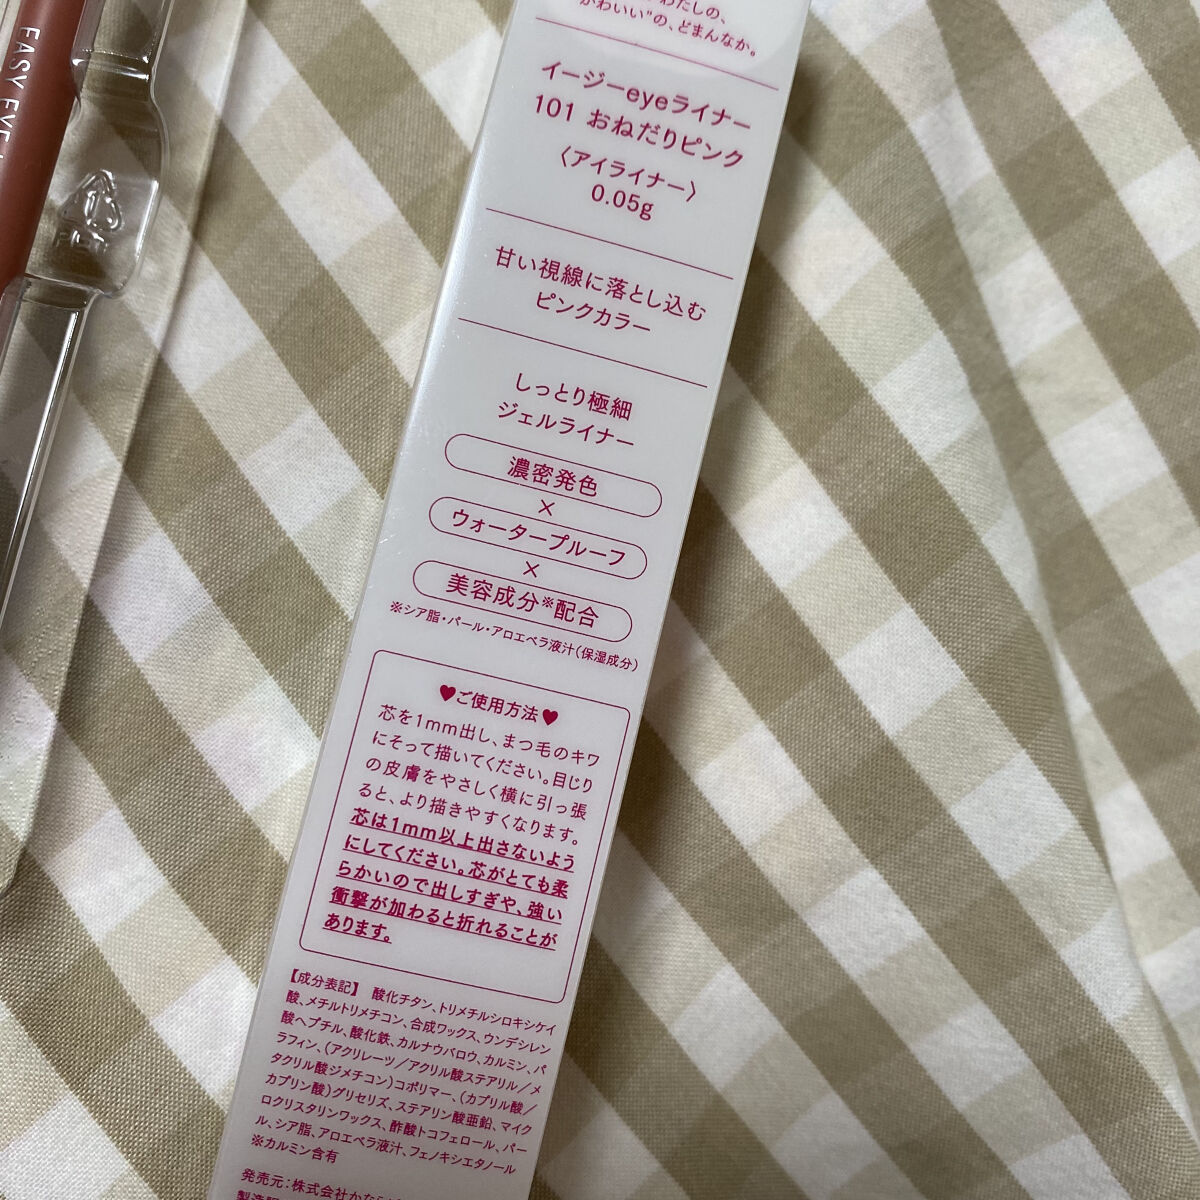 EASY EYE
わたしの、
かわいい”の、どまんなか。
イージーeyeライナー
101 おねだりピンク
〈アイライナー〉
0.05g
甘い視線に落とし込む
ピンクカラー
しっとり極細
ジェルライナー
濃密発色
×
ウォータープルーフ
×
美容成分※配合
※シア脂・パール・アロエベラ液汁(保湿成分)
♥ご使用方法♥
芯を1mm出し、まつ毛のキワ
にそって描いてください。目じり
の皮膚をやさしく横に引っ張
ると、より描きやすくなります。
芯は1mm以上出さないよう
にしてください。芯がとても柔
らかいので出しすぎや、強い
衝撃が加わると折れることが
あります。
【成分表記】 酸化チタン、トリメチルシロキシケイ
酸、メチルトリメチコン、合成ワックス、ウンデシレン
酸ヘプチル、酸化鉄、カルナウバロウ、カルミン、パ
ラフィン、(アクリレーツ/アクリル酸ステアリル/メ
タクリル酸ジメチコン)コポリマー、(カプリル酸/
カプリン酸)グリセリズ、ステアリン酸亜鉛、マイク
ロクリスタリンワックス、酢酸トコフェロール、パー
ル、シア脂、アロエベラ液汁、フェノキシエタノール
※カルミン含有
発売元:株式会社かならぼ
製造販